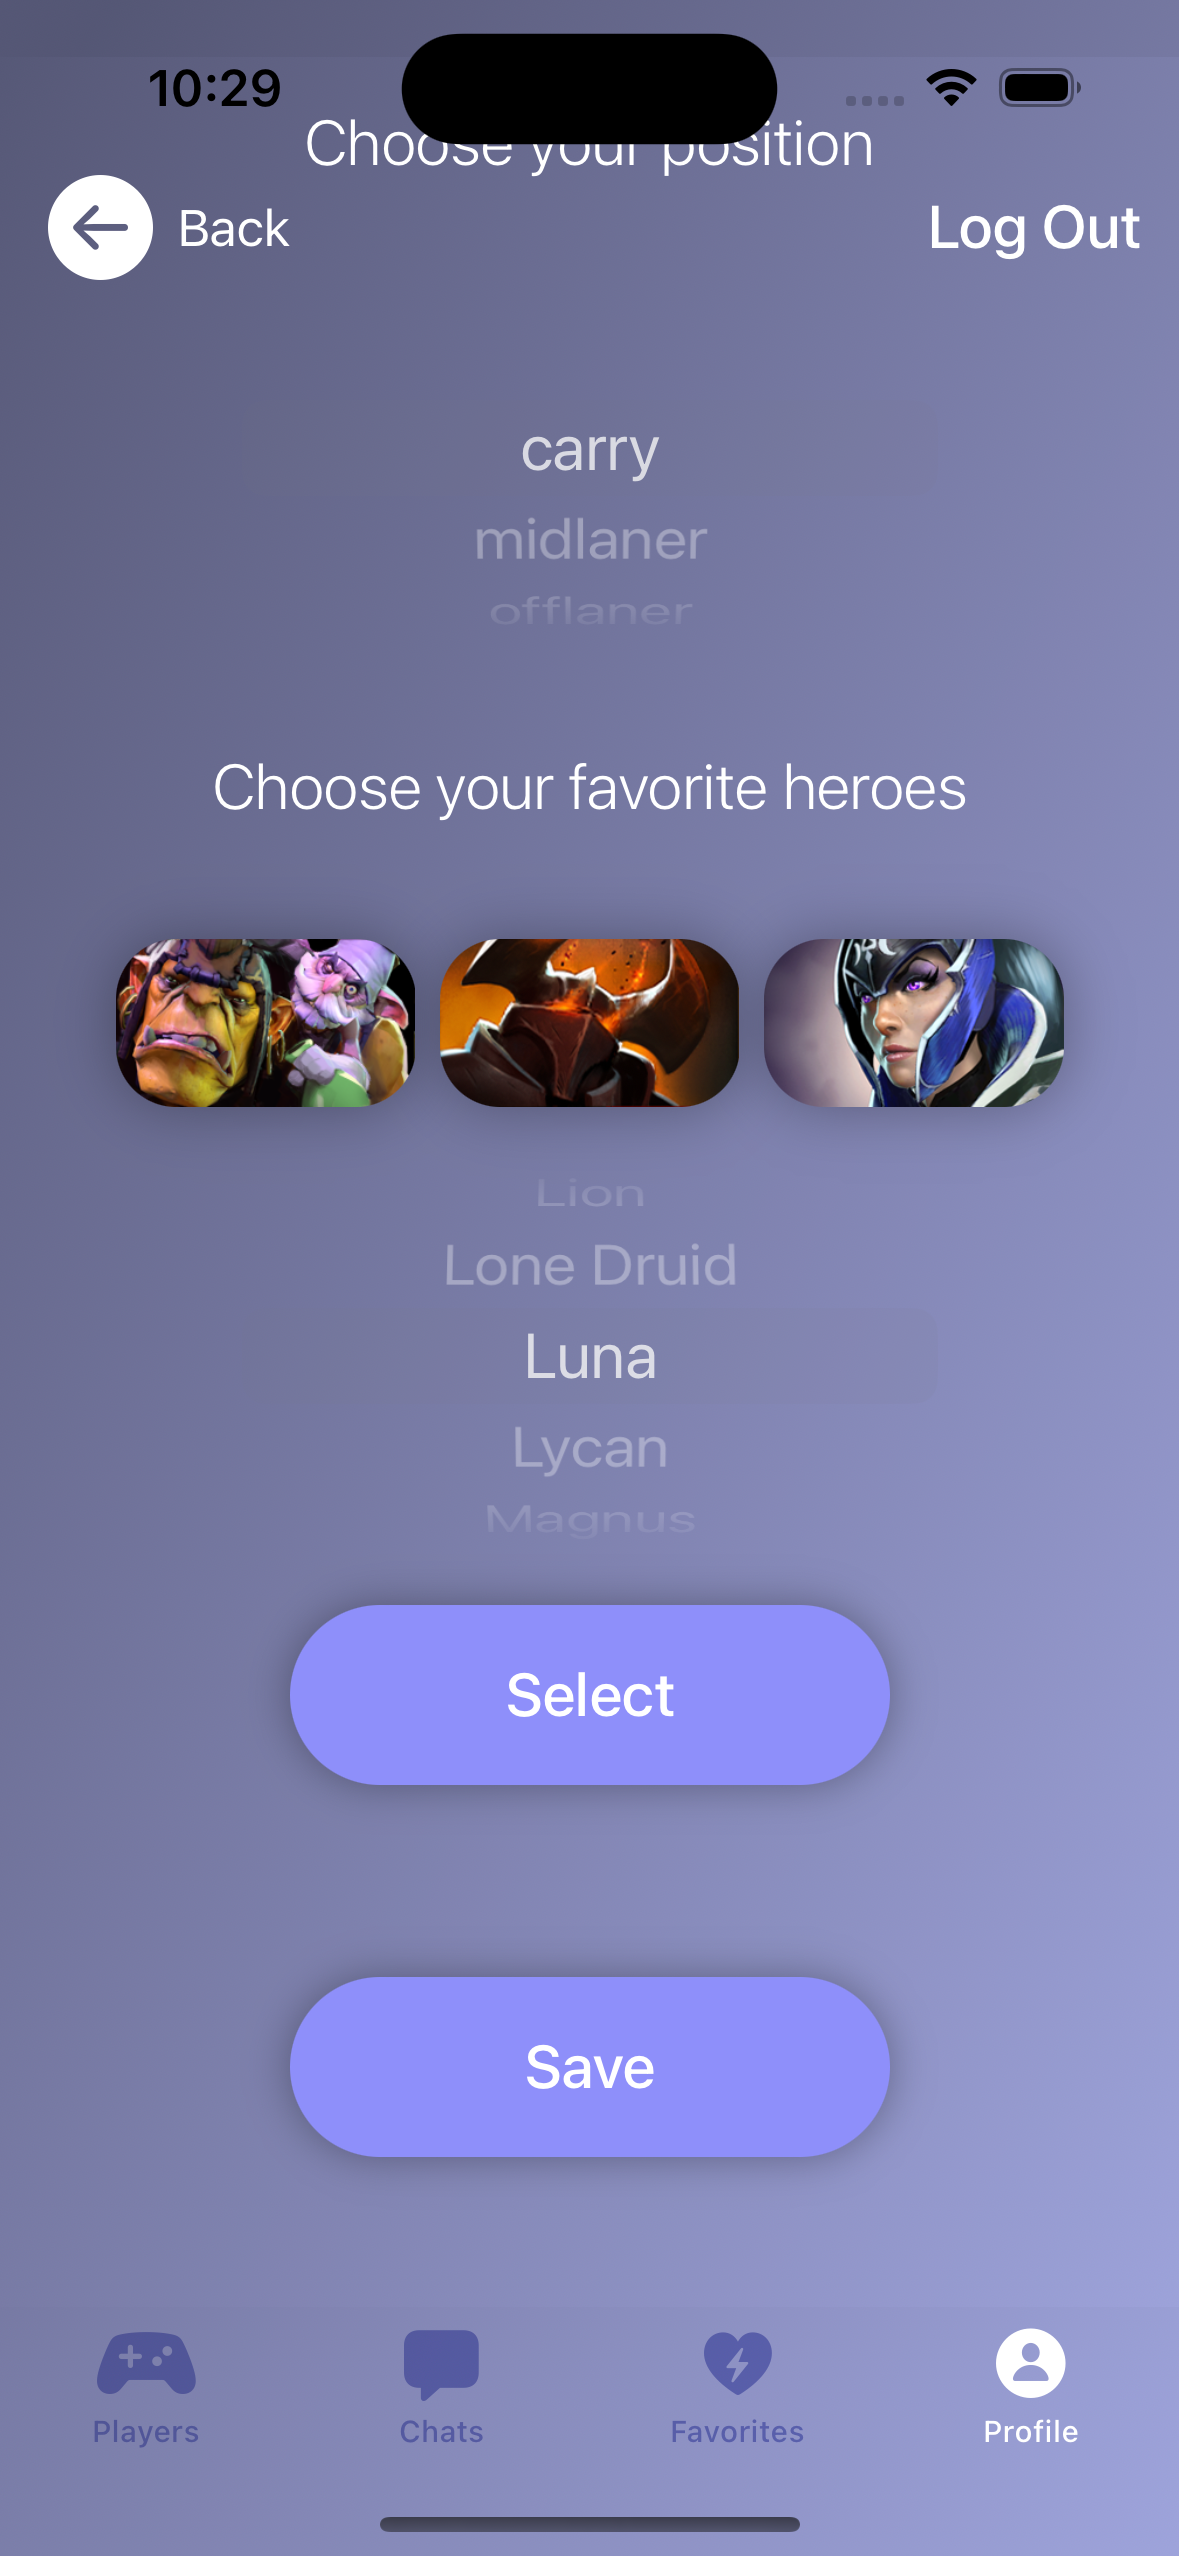 10:29
Choose your position
Back
Log Out
carry
midlaner
offlaner
Choose your favorite heroes
Lion
Lone Druid
Luna
Lycan
Magnus
Select
Save
Players
Chats
Favorites
Profile